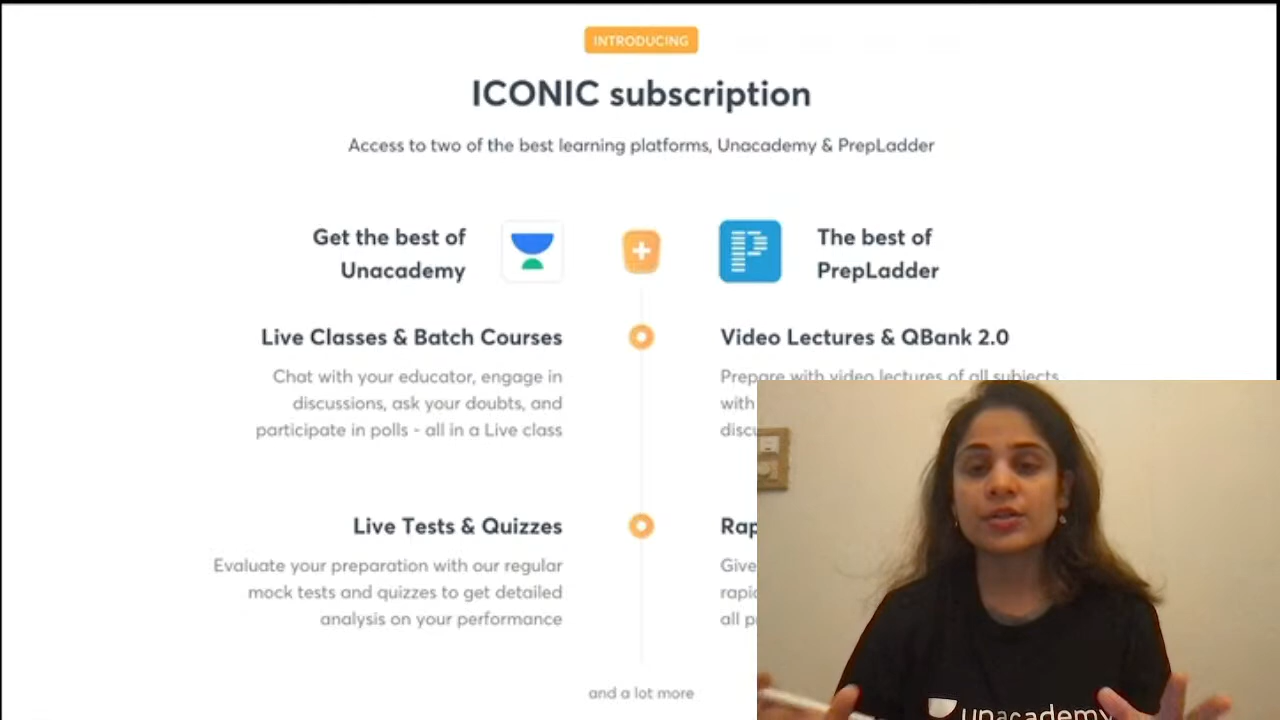 INTRODUCING
ICONIC subscription
Access to two of the best learning platforms, Unacademy & PrepLadder
Get the best of
Unacademy
The best of
PrepLadder
Live Classes & Batch Courses
Chat with your educator, engage in
discussions, ask your doubts, and
participate in polls - all in a Live class
Video Lectures & QBank 2.0
Prepare with video lectures of all subjects
with
Live Tests & Quizzes
Evaluate your preparation with our regular
mock tests and quizzes to get detailed
analysis on your performance
Give
all
and a lot more
unacademy